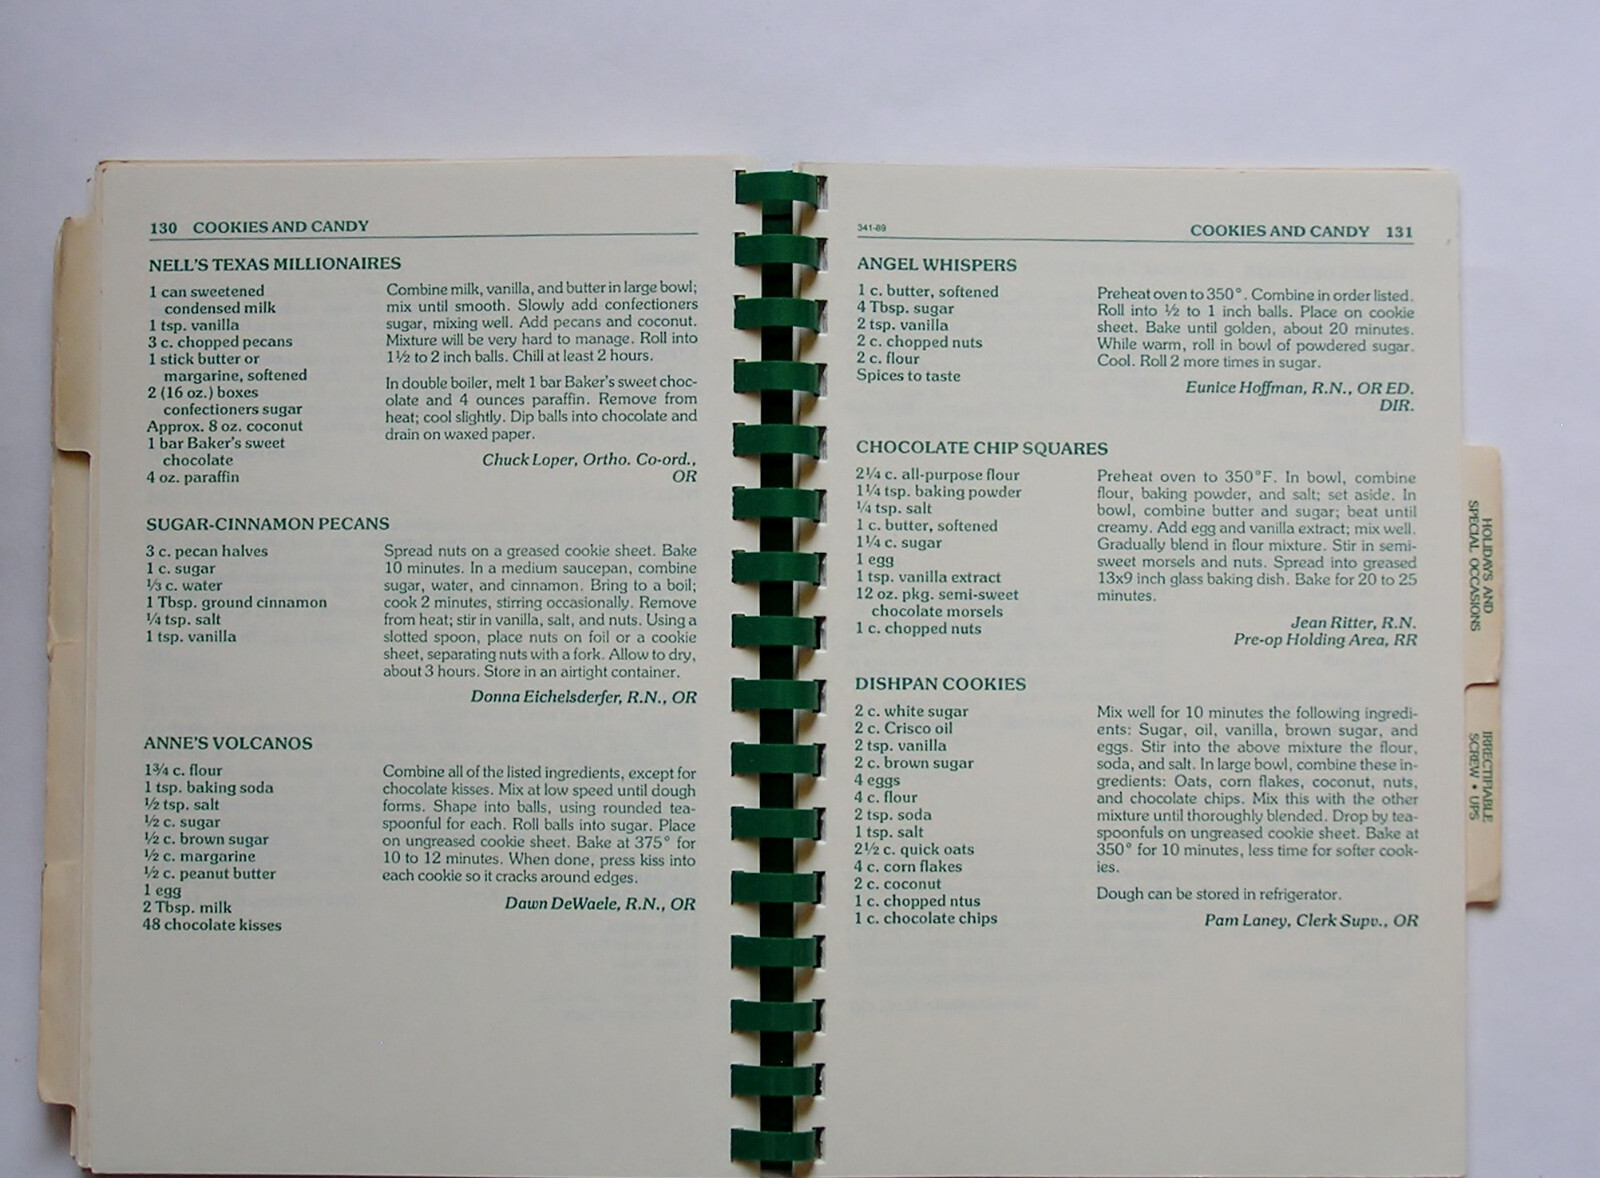 130 COOKIES AND CANDY
NELL'S TEXAS MILLIONAIRES
1 can sweetened
condensed milk
1 tsp. vanilla
3 c. chopped pecans
1 stick butter or
margarine, softened
2 (16 oz.) boxes
confectioners sugar
Approx. 8 oz. coconut
1 bar Baker's sweet
chocolate
4 oz. paraffin
Combine milk, vanilla, and butter in large bowl;
mix until smooth. Slowly add confectioners
sugar, mixing well. Add pecans and coconut.
Mixture will be very hard to manage. Roll into
1½ to 2 inch balls. Chill at least 2 hours.
In double boiler, melt 1 bar Baker's sweet choc-
olate and 4 ounces paraffin. Remove from
heat; cool slightly. Dip balls into chocolate and
drain on waxed paper.
Chuck Loper, Ortho. Co-ord.,
OR
SUGAR-CINNAMON PECANS
3 c. pecan halves
1 c. sugar
⅓ c. water
1 Tbsp. ground cinnamon
¼ tsp. salt
1 tsp. vanilla
Spread nuts on a greased cookie sheet. Bake
10 minutes. In a medium saucepan, combine
sugar, water, and cinnamon. Bring to a boil;
cook 2 minutes, stirring occasionally. Remove
from heat; stir in vanilla, salt, and nuts. Using a
slotted spoon, place nuts on foil or a cookie
sheet, separating nuts with a fork. Allow to dry,
about 3 hours. Store in an airtight container.
Donna Eichelsderfer, R.N., OR
ANNE'S VOLCANOS
1¾ c. flour
1 tsp. baking soda
½ tsp. salt
½ c. sugar
½ c. brown sugar
½ c. margarine
½ c. peanut butter
1 egg
2 Tbsp. milk
48 chocolate kisses
Combine all of the listed ingredients, except for
chocolate kisses. Mix at low speed until dough
forms. Shape into balls, using rounded tea-
spoonful for each. Roll balls into sugar. Place
on ungreased cookie sheet. Bake at 375° for
10 to 12 minutes. When done, press kiss into
each cookie so it cracks around edges.
Dawn DeWaele, R.N., OR
341-89
COOKIES AND CANDY 131
ANGEL WHISPERS
1 c. butter, softened
4 Tbsp. sugar
2 tsp. vanilla
2 c. chopped nuts
2 c. flour
Spices to taste
Preheat oven to 350°. Combine in order listed.
Roll into ½ to 1 inch balls. Place on cookie
sheet. Bake until golden, about 20 minutes.
While warm, roll in bowl of powdered sugar.
Cool. Roll 2 more times in sugar.
Eunice Hoffman, R.N., OR ED.
DIR.
CHOCOLATE CHIP SQUARES
2¼ c. all-purpose flour
1¼ tsp. baking powder
¼ tsp. salt
1 c. butter, softened
1¼ c. sugar
1 egg
1 tsp. vanilla extract
12 oz. pkg. semi-sweet
chocolate morsels
1 c. chopped nuts
Preheat oven to 350°F. In bowl, combine
flour, baking powder, and salt; set aside. In
bowl, combine butter and sugar; beat until
creamy. Add egg and vanilla extract; mix well.
Gradually blend in flour mixture. Stir in semi-
sweet morsels and nuts. Spread into greased
13x9 inch glass baking dish. Bake for 20 to 25
minutes.
Jean Ritter, R.N.
Pre-op Holding Area, RR
DISHPAN COOKIES
2 c. white sugar
2 c. Crisco oil
2 tsp. vanilla
2 c. brown sugar
4 eggs
4 c. flour
2 tsp. soda
1 tsp. salt
2½ c. quick oats
4 c. corn flakes
2 c. coconut
1 c. chopped ntus
1 c. chocolate chips
Mix well for 10 minutes the following ingredi-
ents: Sugar, oil, vanilla, brown sugar, and
eggs. Stir into the above mixture the flour,
soda, and salt. In large bowl, combine these in-
gredients: Oats, corn flakes, coconut, nuts,
and chocolate chips. Mix this with the other
mixture until thoroughly blended. Drop by tea-
spoonfuls on ungreased cookie sheet. Bake at
350° for 10 minutes, less time for softer cook-
ies.
Dough can be stored in refrigerator.
Pam Laney, Clerk Supv., OR
HOLIDAYS AND
SPECIAL OCCASIONS
IRRECTIFIABLE
SCREW • UPS